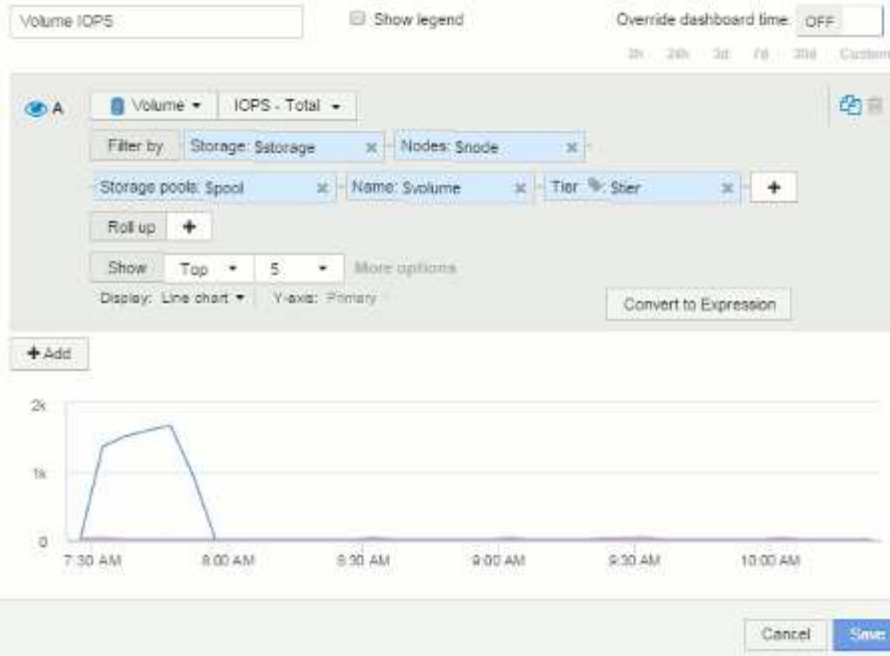 Volume IOPS Show legend Override dashboard time: OFF
3h 24h 3d 7d 30d Custom
A Volume IOPS - Total
Filter by Storage: $storage Nodes: $node
Storage pools: $pool Name: $volume Tier $tier +
Roll up +
Show Top 5 More options
Display: Line chart Y-axis: Primary Convert to Expression
+ Add
2k
1k
0
7:30 AM 8:00 AM 8:30 AM 9:00 AM 9:30 AM 10:00 AM
Cancel Save